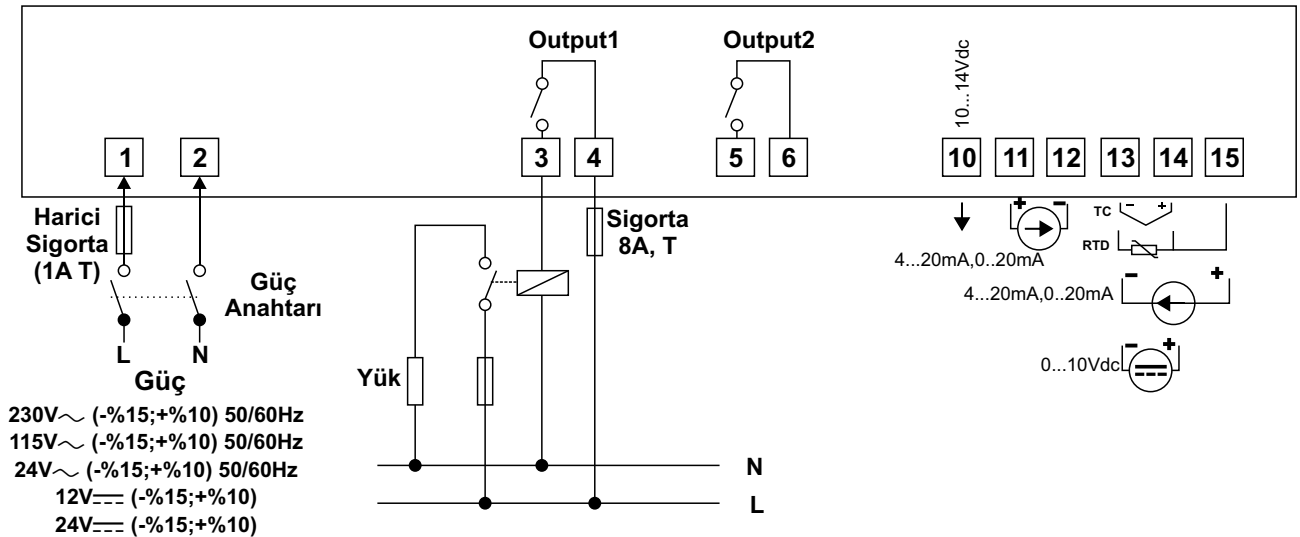 Output1
Output2
10...14Vdc
1
2
3
4
5
6
10
11
12
13
14
15
Harici
Sigorta
(1A T)
Güç
Anahtarı
L
N
Güç
230V~ (-%15;+%10) 50/60Hz
115V~ (-%15;+%10) 50/60Hz
24V~ (-%15;+%10) 50/60Hz
12V⎓ (-%15;+%10)
24V⎓ (-%15;+%10)
Sigorta
8A, T
Yük
N
L
+ -
4...20mA,0..20mA
TC - +
RTD
4...20mA,0..20mA - +
0...10Vdc - +